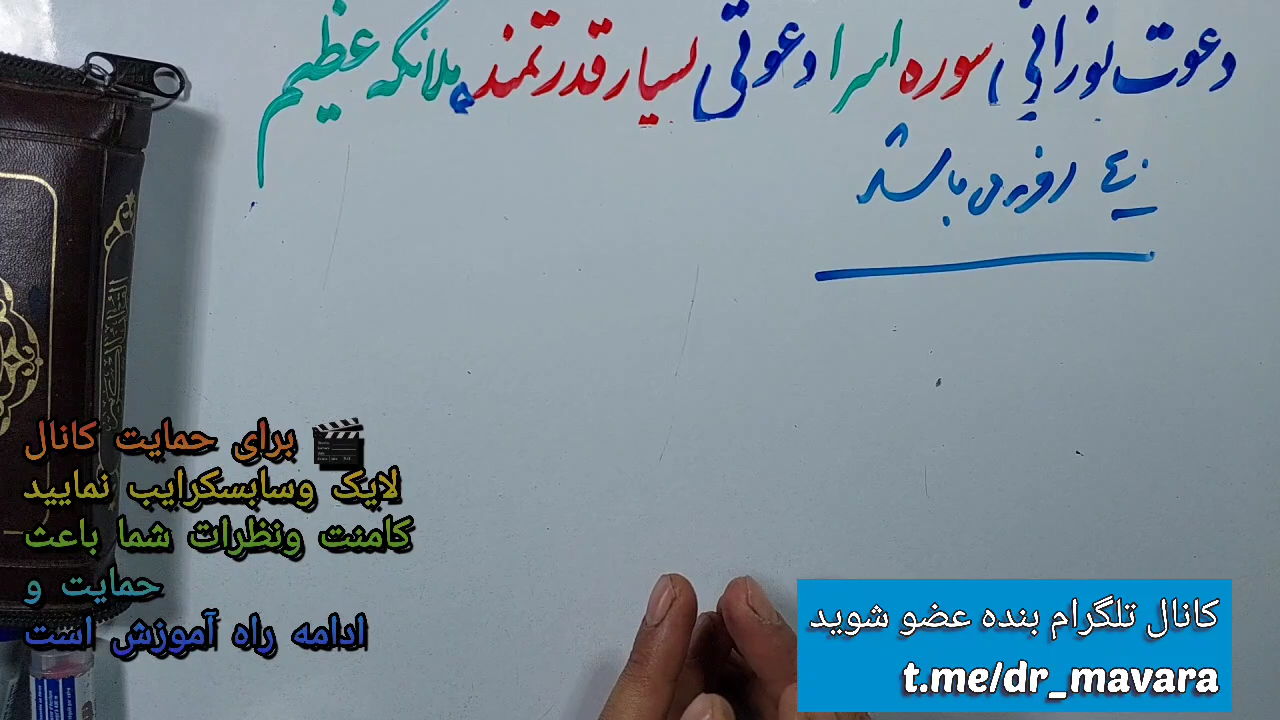 دعوت نورانی سوره اسرا دعوتی بسیار قدرتمند ملائکه عظیم
روزه می باشد
برای حمایت کانال
لایک وسابسکرایب نمایید
کامنت ونظرات شما باعث
حمایت و
ادامه راه آموزش است
کانال تلگرام بنده عضو شوید
t.me/dr_mavara